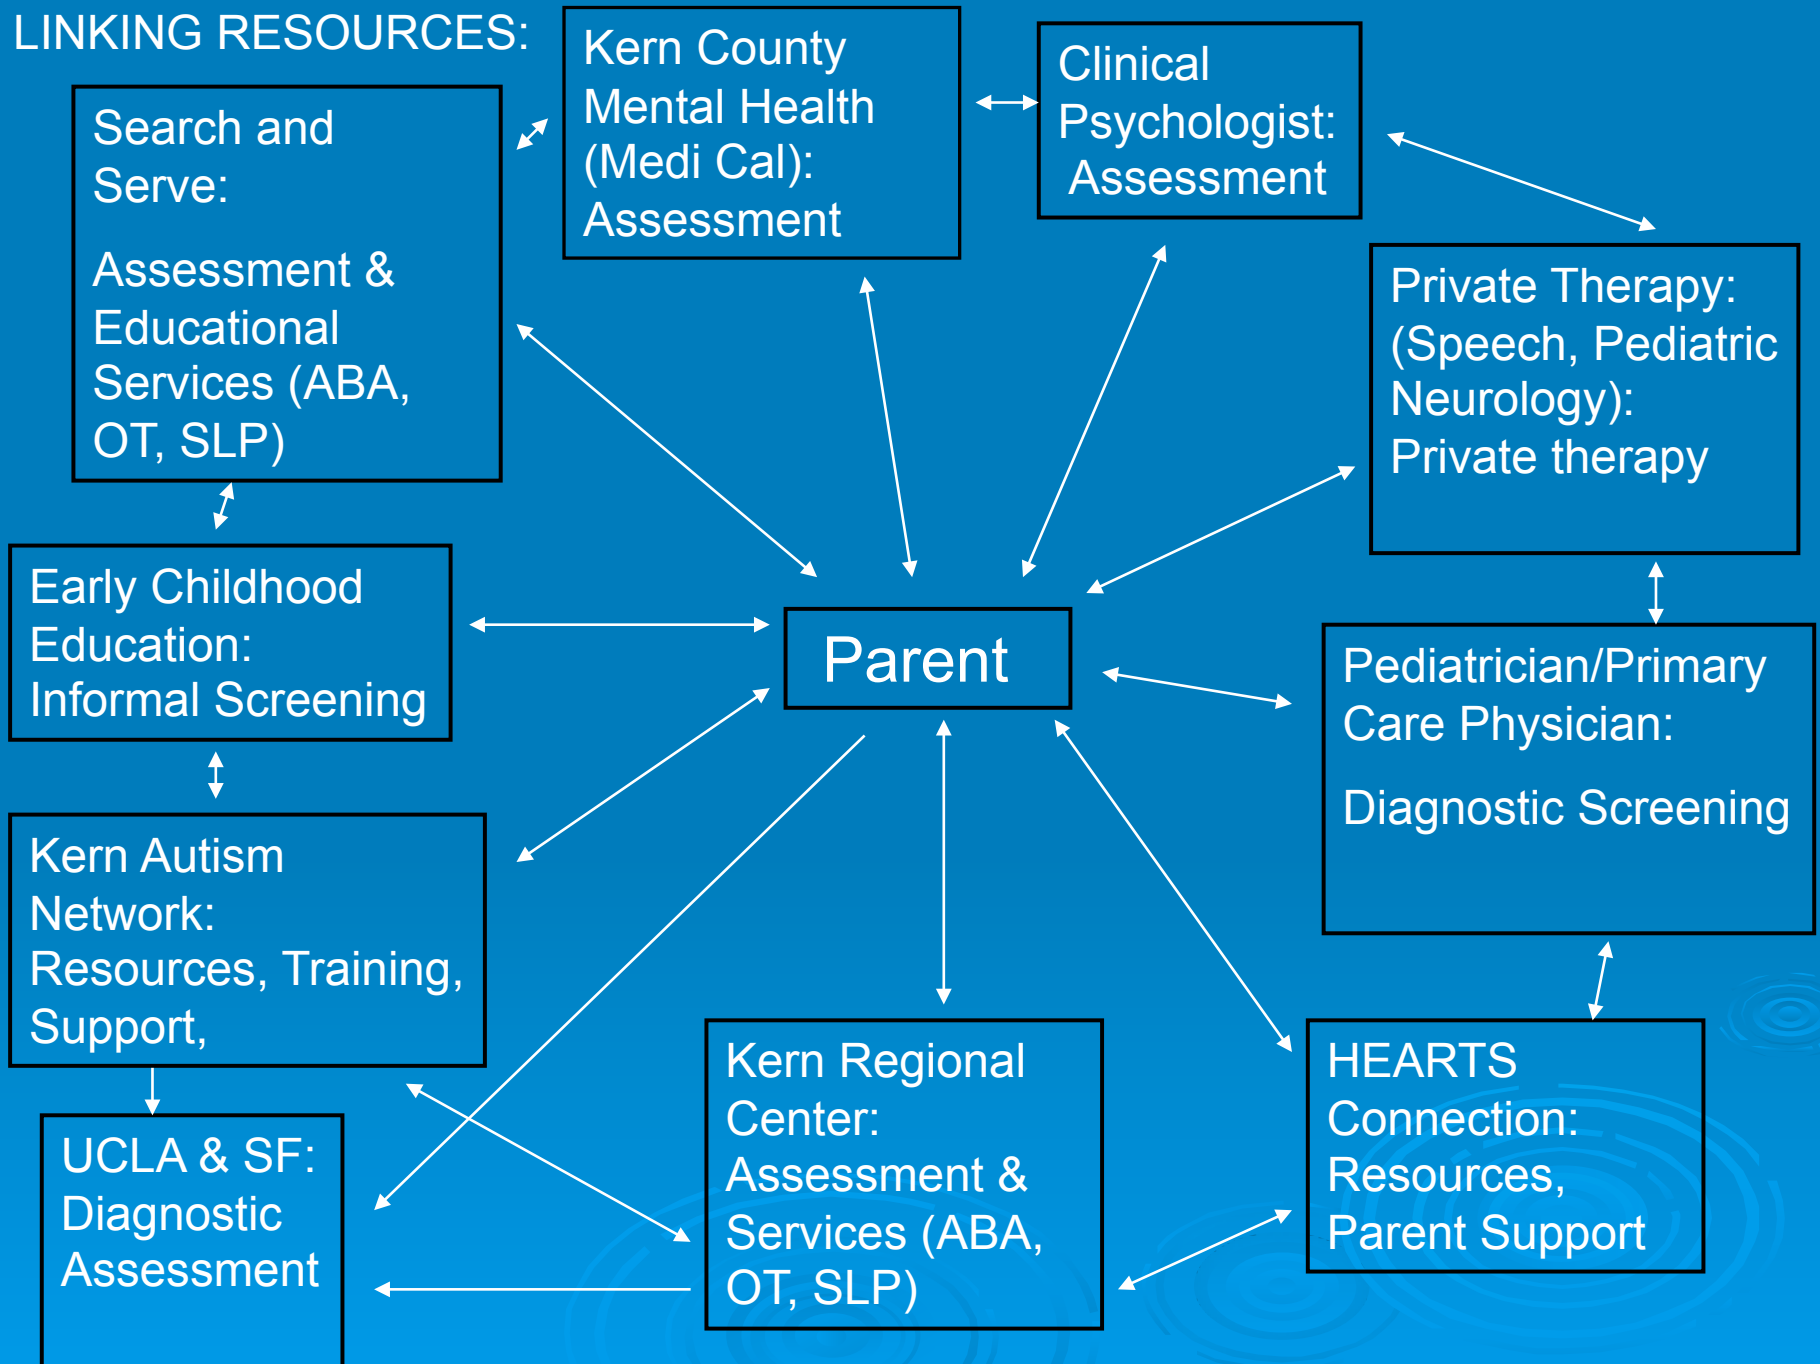 LINKING RESOURCES:
Search and
Serve:
Assessment &
Educational
Services (ABA,
OT, SLP)
Kern County
Mental Health
(Medi Cal):
Assessment
Clinical
Psychologist:
Assessment
Private Therapy:
(Speech, Pediatric
Neurology):
Private therapy
Early Childhood
Education:
Informal Screening
Parent
Pediatrician/Primary
Care Physician:
Diagnostic Screening
Kern Autism
Network:
Resources, Training,
Support,
UCLA & SF:
Diagnostic
Assessment
Kern Regional
Center:
Assessment &
Services (ABA,
OT, SLP)
HEARTS
Connection:
Resources,
Parent Support